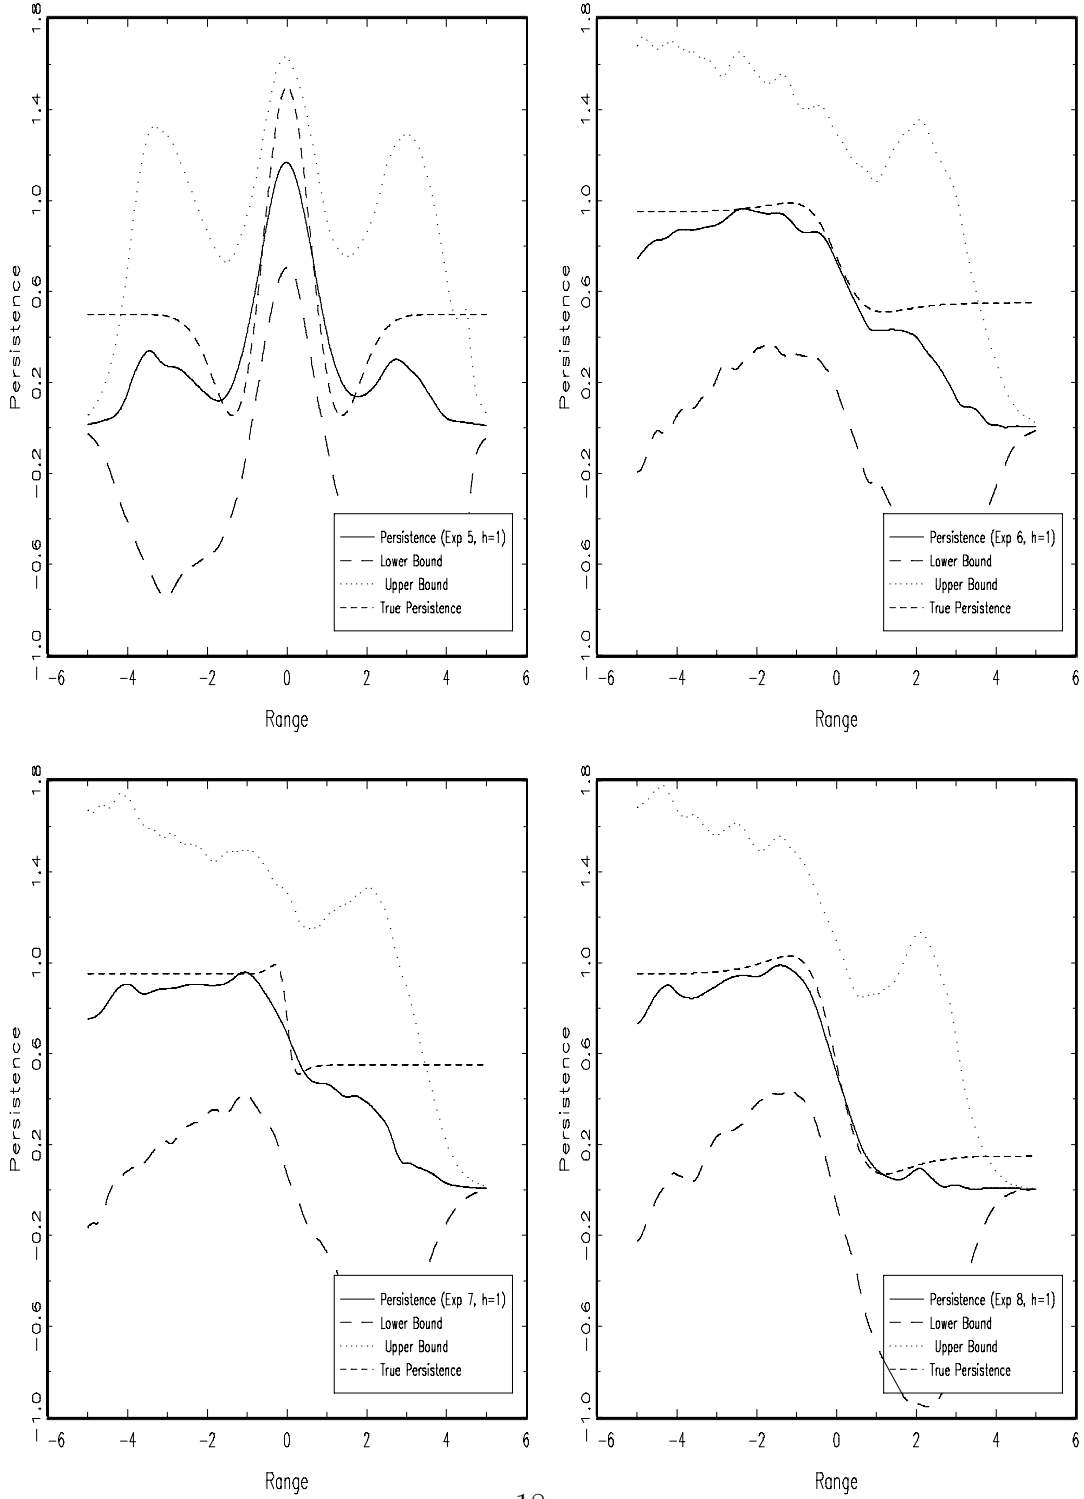 Persistence
-1.0 -0.6 -0.2 0.2 0.6 1.0 1.4 1.8
Persistence (Exp 5, h=1)
Lower Bound
Upper Bound
True Persistence
-6 -4 -2 0 2 4 6
Range
Persistence
-1.0 -0.6 -0.2 0.2 0.6 1.0 1.4 1.8
Persistence (Exp 6, h=1)
Lower Bound
Upper Bound
True Persistence
-6 -4 -2 0 2 4 6
Range
Persistence
-1.0 -0.6 -0.2 0.2 0.6 1.0 1.4 1.8
Persistence (Exp 7, h=1)
Lower Bound
Upper Bound
True Persistence
-6 -4 -2 0 2 4 6
Range
Persistence
-1.0 -0.6 -0.2 0.2 0.6 1.0 1.4 1.8
Persistence (Exp 8, h=1)
Lower Bound
Upper Bound
True Persistence
-6 -4 -2 0 2 4 6
Range